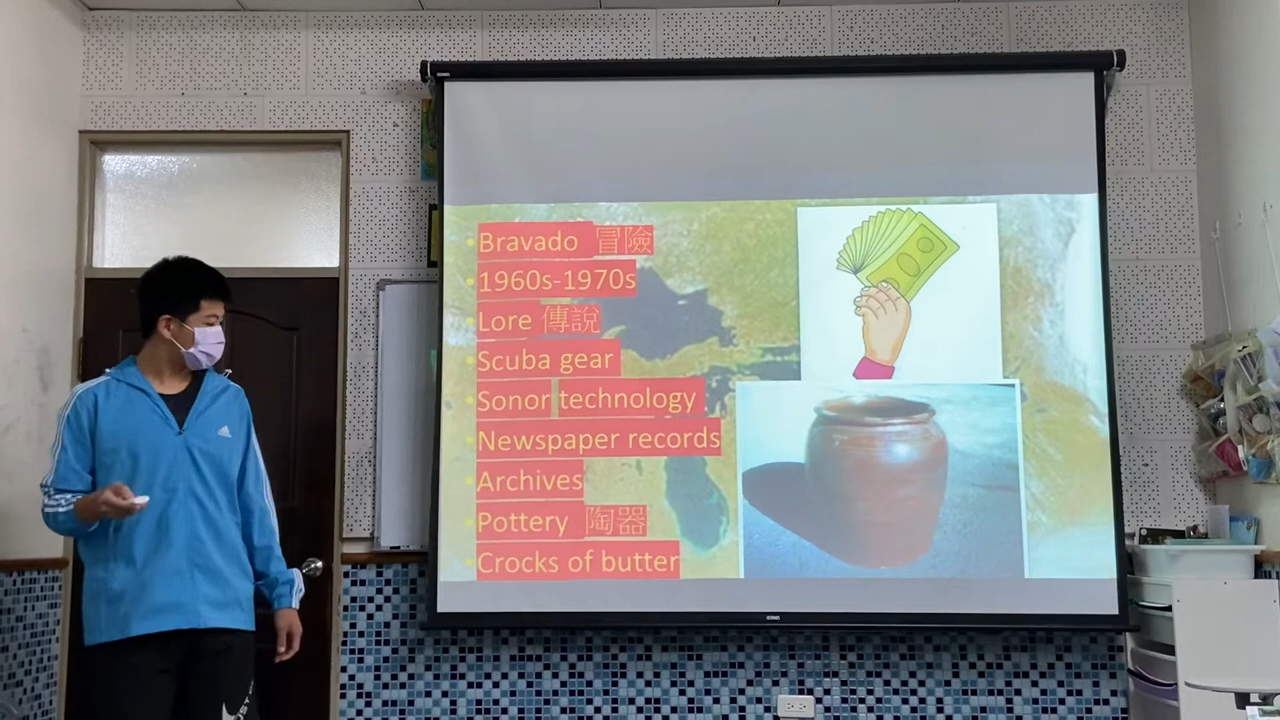 Bravado 冒險
1960s-1970s
Lore 傳說
Scuba gear
Sonor technology
Newspaper records
Archives
Pottery 陶器
Crocks of butter
adidas